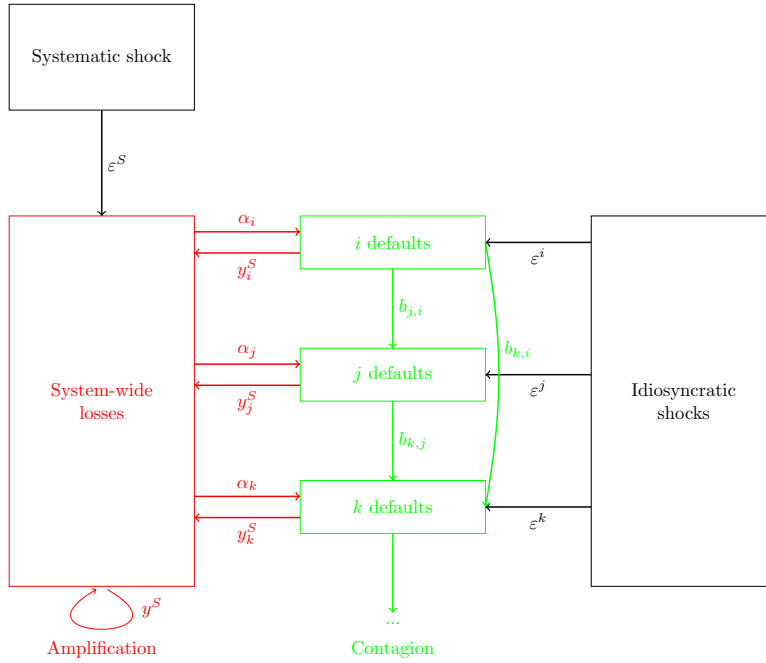 Systematic shock
ε^S
α_i
i defaults
y_i^S
ε^i
b_{j,i}
b_{k,i}
α_j
j defaults
System-wide
losses
y_j^S
ε^j
Idiosyncratic
shocks
b_{k,j}
α_k
k defaults
y_k^S
ε^k
y^S
...
Amplification
Contagion